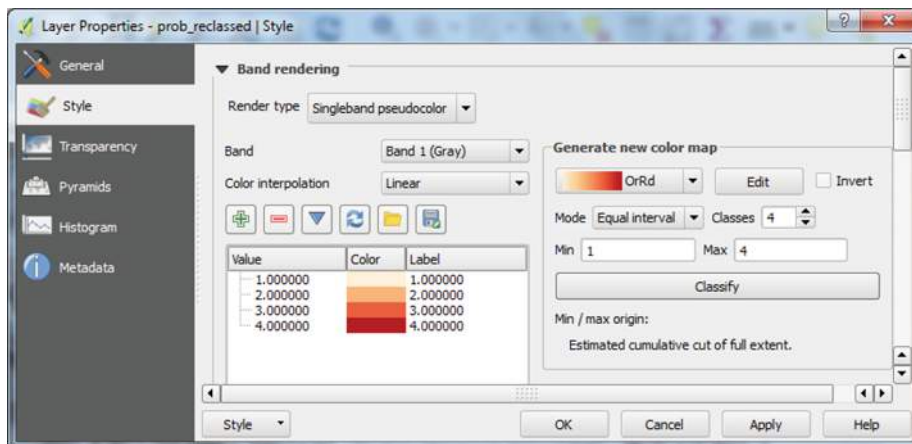 Layer Properties - prob_reclassed | Style
General
Style
Transparency
Pyramids
Histogram
Metadata
Band rendering
Render type Singleband pseudocolor
Band Band 1 (Gray)
Color interpolation Linear
Value Color Label
1.000000 1.000000
2.000000 2.000000
3.000000 3.000000
4.000000 4.000000
Generate new color map
OrRd Edit Invert
Mode Equal interval Classes 4
Min 1 Max 4
Classify
Min / max origin:
Estimated cumulative cut of full extent.
Style OK Cancel Apply Help